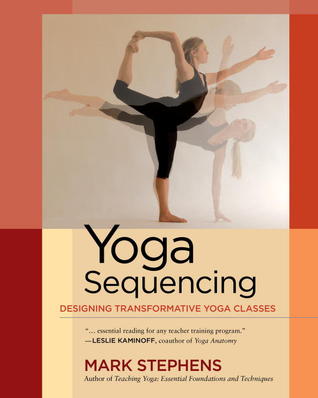 Yoga
Sequencing
DESIGNING TRANSFORMATIVE YOGA CLASSES
“... essential reading for any teacher training program.”
—LESLIE KAMINOFF, coauthor of Yoga Anatomy
MARK STEPHENS
Author of Teaching Yoga: Essential Foundations and Techniques